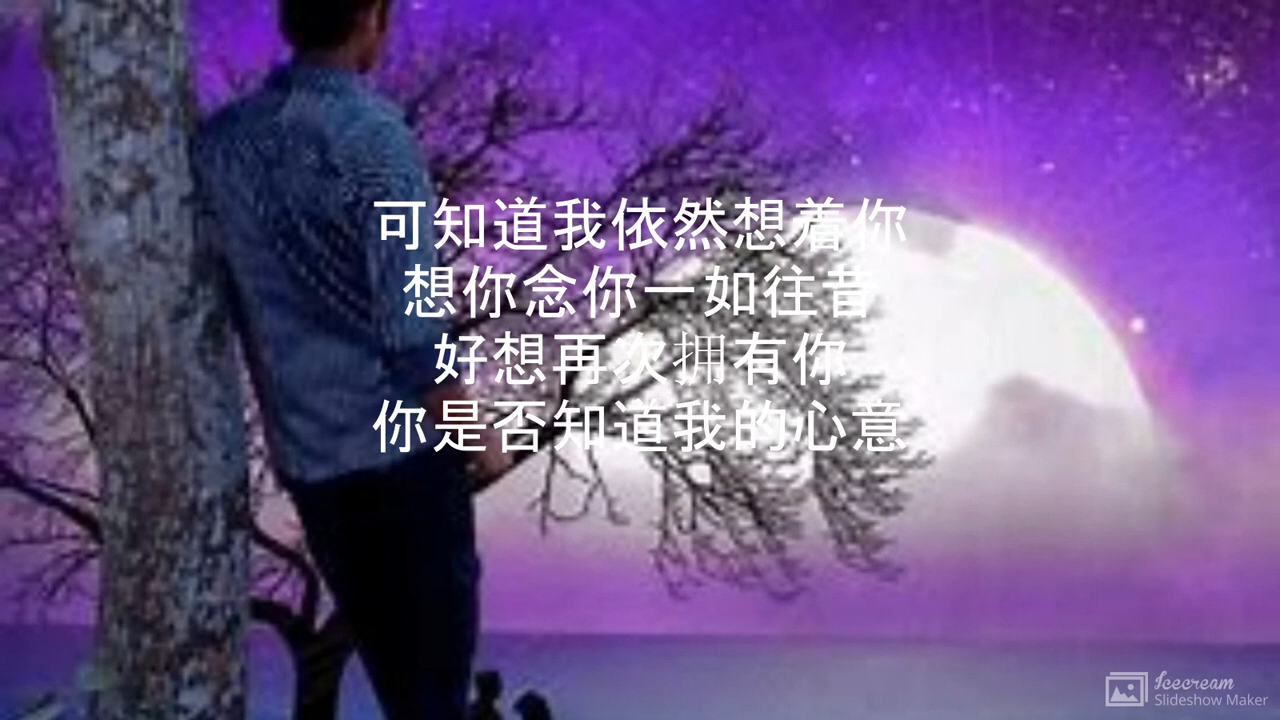 可知道我依然想着你
想你念你一如往昔
好想再次拥有你
你是否知道我的心意
Icecream
Slideshow Maker